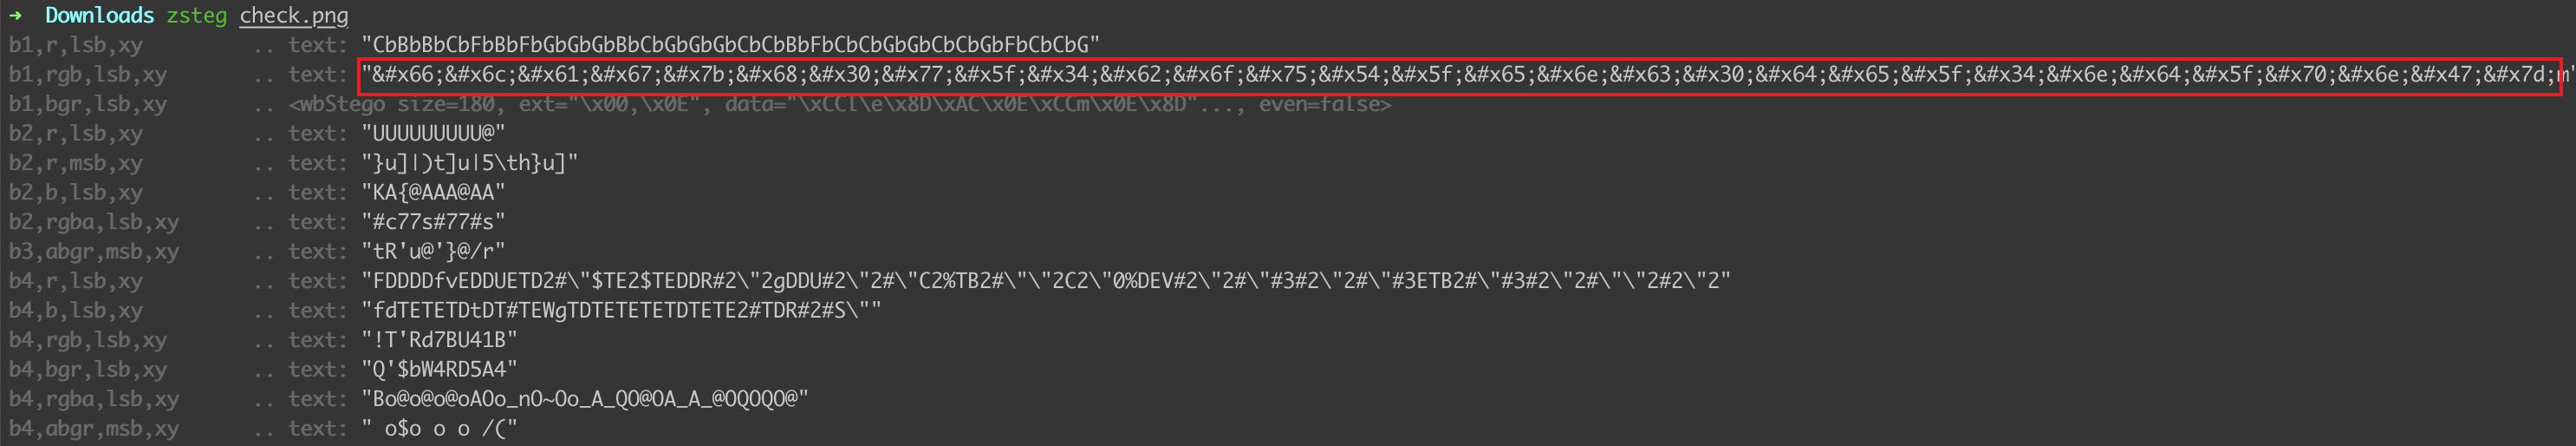 ➜  Downloads zsteg check.png
b1,r,lsb,xy         .. text: "CbBbBbCbFbBbFbGbGbGbBbCbGbGbGbCbCbBbFbCbCbGbGbCbCbGbFbCbCbG"
b1,rgb,lsb,xy       .. text: "&#x66;&#x6c;&#x61;&#x67;&#x7b;&#x68;&#x30;&#x77;&#x5f;&#x34;&#x62;&#x6f;&#x75;&#x54;&#x5f;&#x65;&#x6e;&#x63;&#x30;&#x64;&#x65;&#x5f;&#x34;&#x6e;&#x64;&#x5f;&#x70;&#x6e;&#x47;&#x7d;m"
b1,bgr,lsb,xy       .. <wbStego size=180, ext="\x00,\x0E", data="\xCCl\e\x8D\xAC\x0E\xCCm\x0E\x8D"..., even=false>
b2,r,lsb,xy         .. text: "UUUUUUUUU@"
b2,r,msb,xy         .. text: "}u]|)t]u|5\th}u]"
b2,b,lsb,xy         .. text: "KA{@AAA@AA"
b2,rgba,lsb,xy      .. text: "#c77s#77#s"
b3,abgr,msb,xy      .. text: "tR'u@'}@/r"
b4,r,lsb,xy         .. text: "FDDDDfvEDDUETD2#\"$TE2$TEDDR#2\"2gDDU#2\"2#\"C2%TB2#\"\"2C2\"0%DEV#2\"2#\"#3#2\"2#\"#3ETB2#\"#3#2\"2#\"\"2#2\"2"
b4,b,lsb,xy         .. text: "fdTETETDtDT#TEWgTDTETETETDTETE2#TDR#2#S\""
b4,rgb,lsb,xy       .. text: "!T'Rd7BU41B"
b4,bgr,lsb,xy       .. text: "Q'$bW4RD5A4"
b4,rgba,lsb,xy      .. text: "Bo@o@o@oAOo_nO~Oo_A_QO@OA_A_@OQOQO@"
b4,abgr,msb,xy      .. text: " o$o o o /("